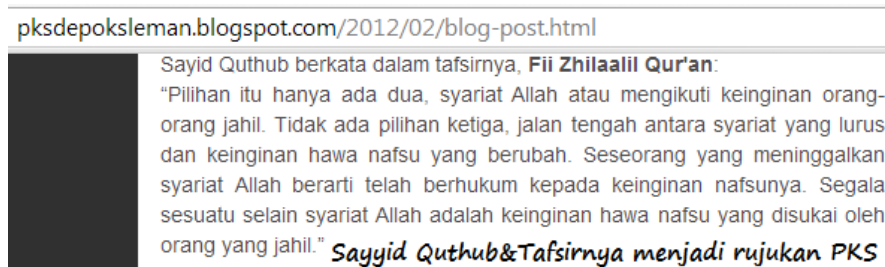 pksdepoksleman.blogspot.com/2012/02/blog-post.html
Sayid Quthub berkata dalam tafsirnya, Fii Zhilaalil Qur'an:
“Pilihan itu hanya ada dua, syariat Allah atau mengikuti keinginan orang-
orang jahil. Tidak ada pilihan ketiga, jalan tengah antara syariat yang lurus
dan keinginan hawa nafsu yang berubah. Seseorang yang meninggalkan
syariat Allah berarti telah berhukum kepada keinginan nafsunya. Segala
sesuatu selain syariat Allah adalah keinginan hawa nafsu yang disukai oleh
orang yang jahil.” Sayyid Quthub&Tafsirnya menjadi rujukan PKS